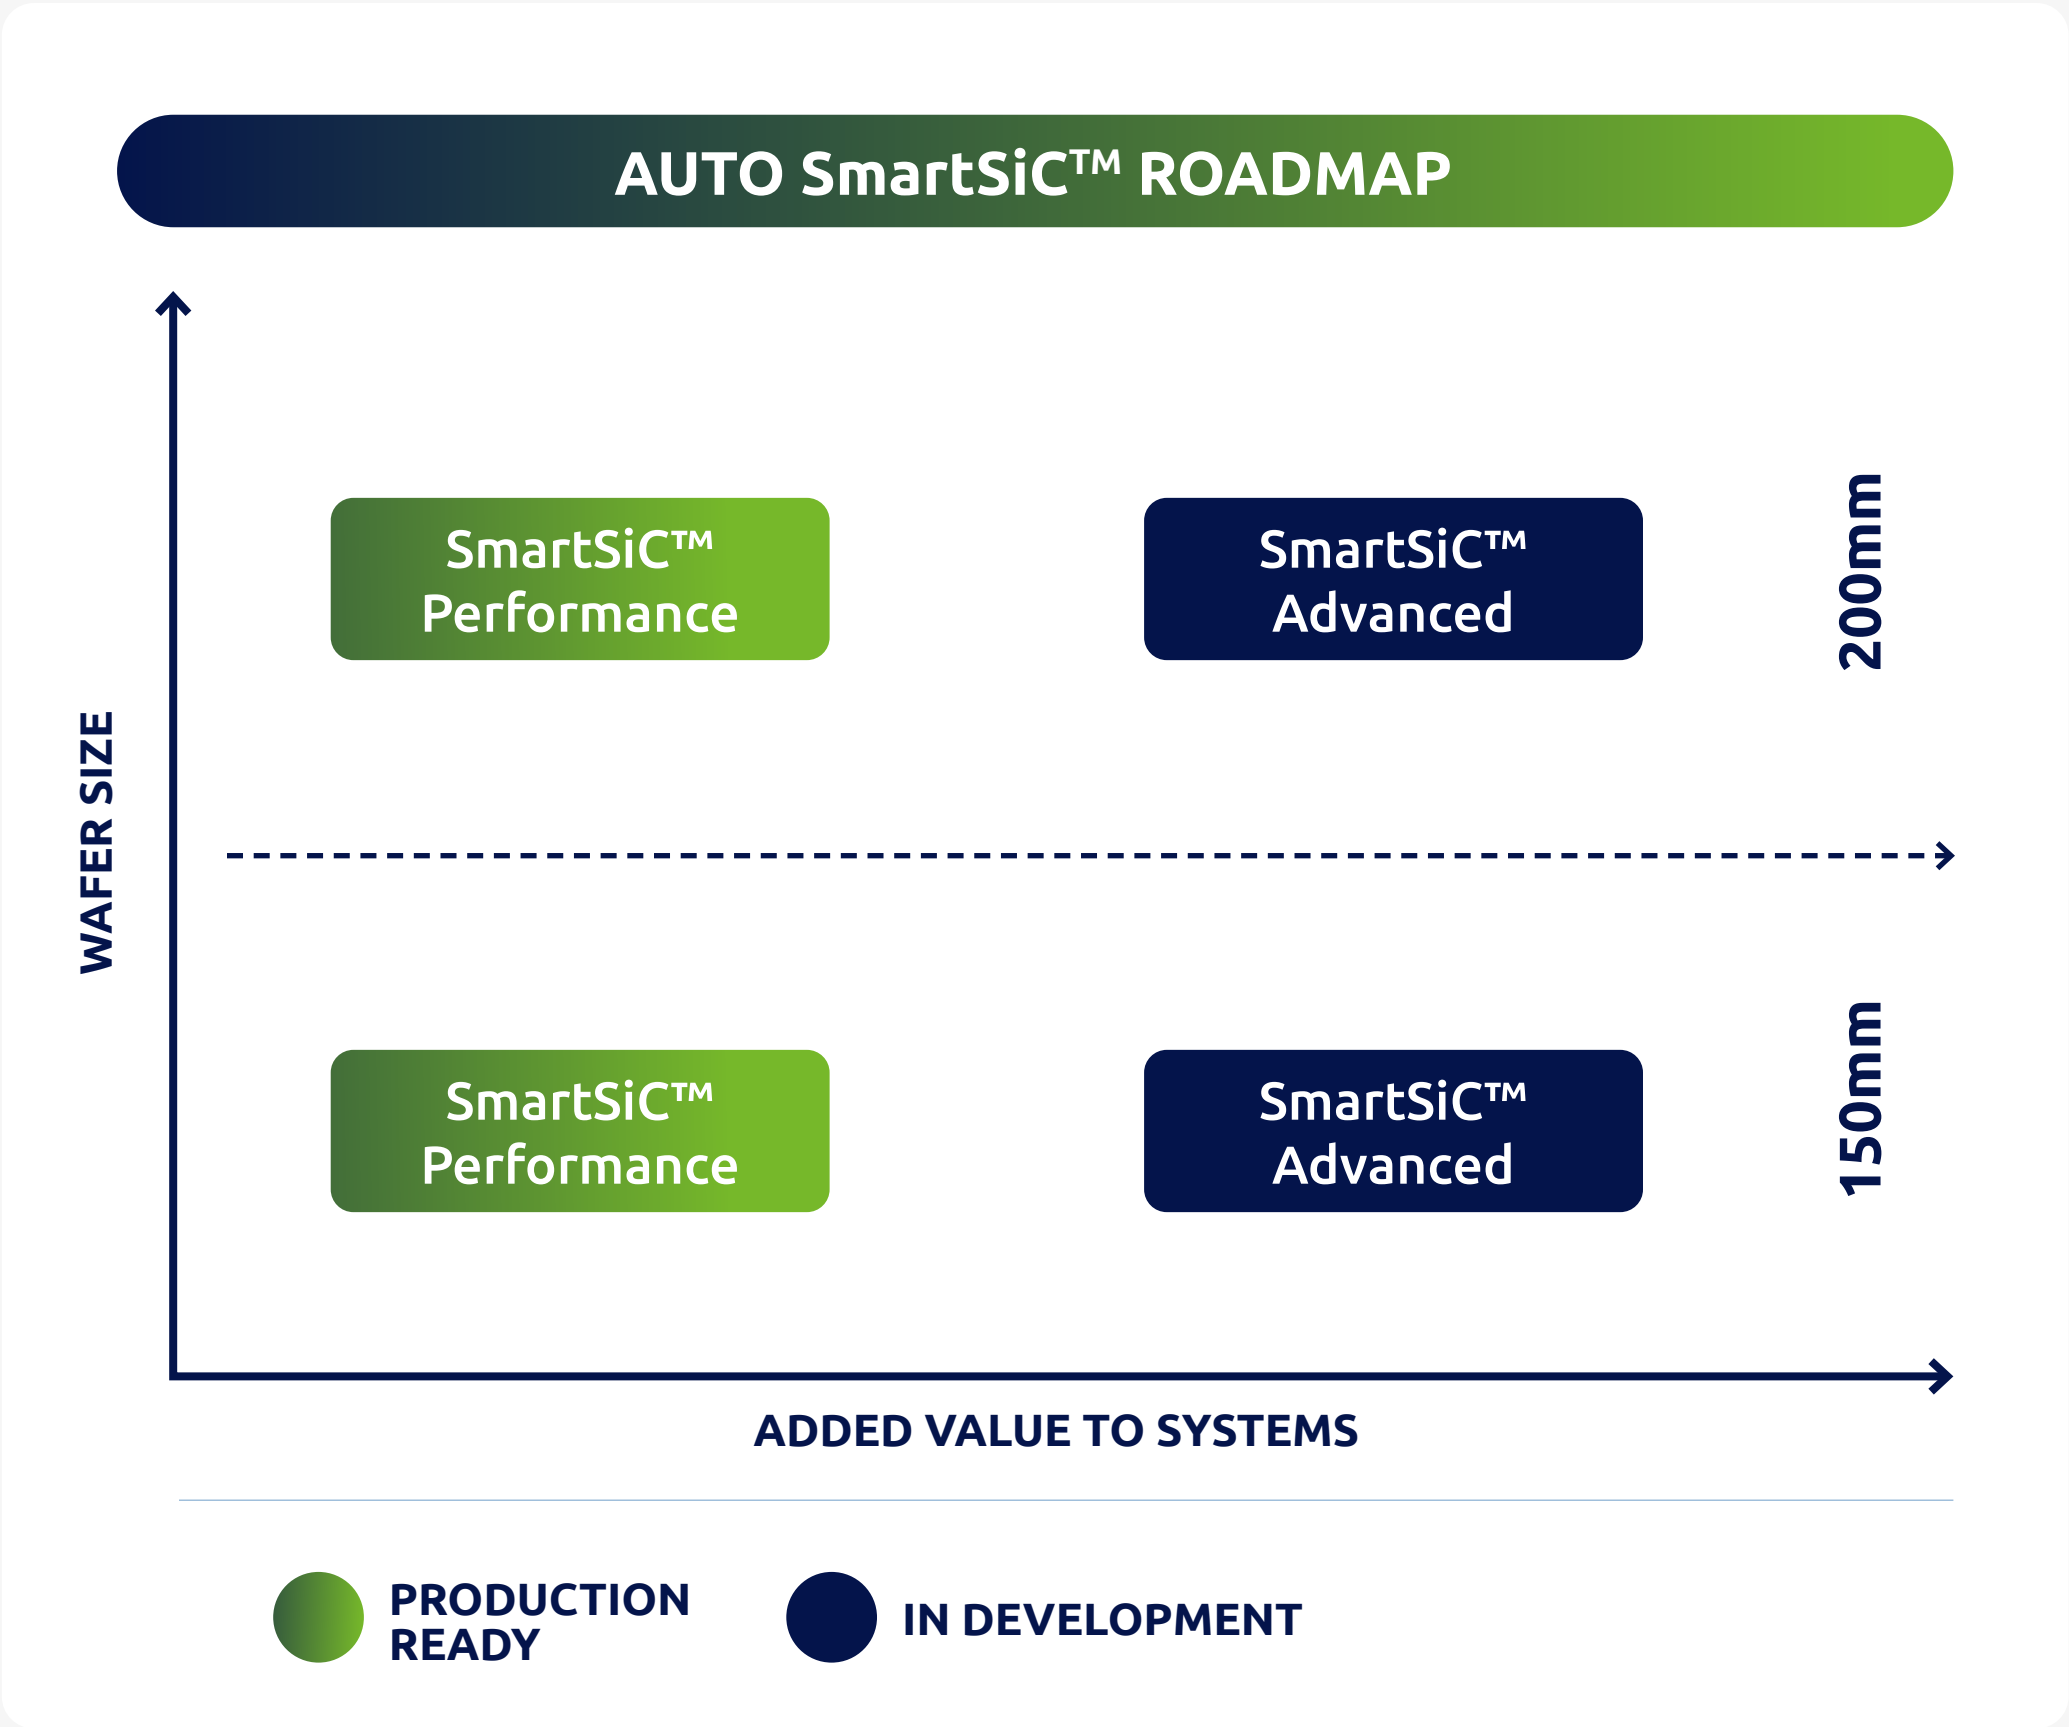 AUTO SmartSiC™ ROADMAP
WAFER SIZE
SmartSiC™
Performance
SmartSiC™
Advanced
200mm
SmartSiC™
Performance
SmartSiC™
Advanced
150mm
ADDED VALUE TO SYSTEMS
PRODUCTION
READY
IN DEVELOPMENT